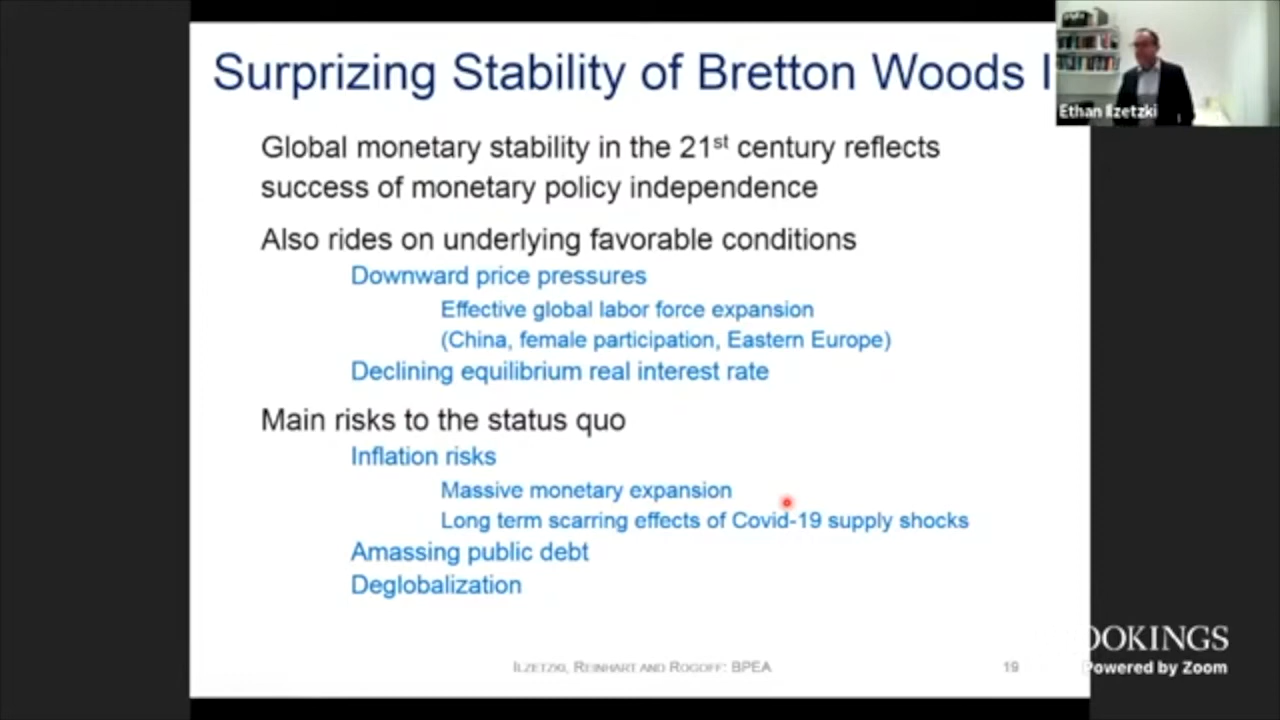 Surprizing Stability of Bretton Woods I
Ethan Ilzetzki
Global monetary stability in the 21st century reflects
success of monetary policy independence
Also rides on underlying favorable conditions
Downward price pressures
Effective global labor force expansion
(China, female participation, Eastern Europe)
Declining equilibrium real interest rate
Main risks to the status quo
Inflation risks
Massive monetary expansion
Long term scarring effects of Covid-19 supply shocks
Amassing public debt
Deglobalization
ILZETZKI, REINHART AND ROGOFF: BPEA
19
OOKINGS
Powered by Zoom